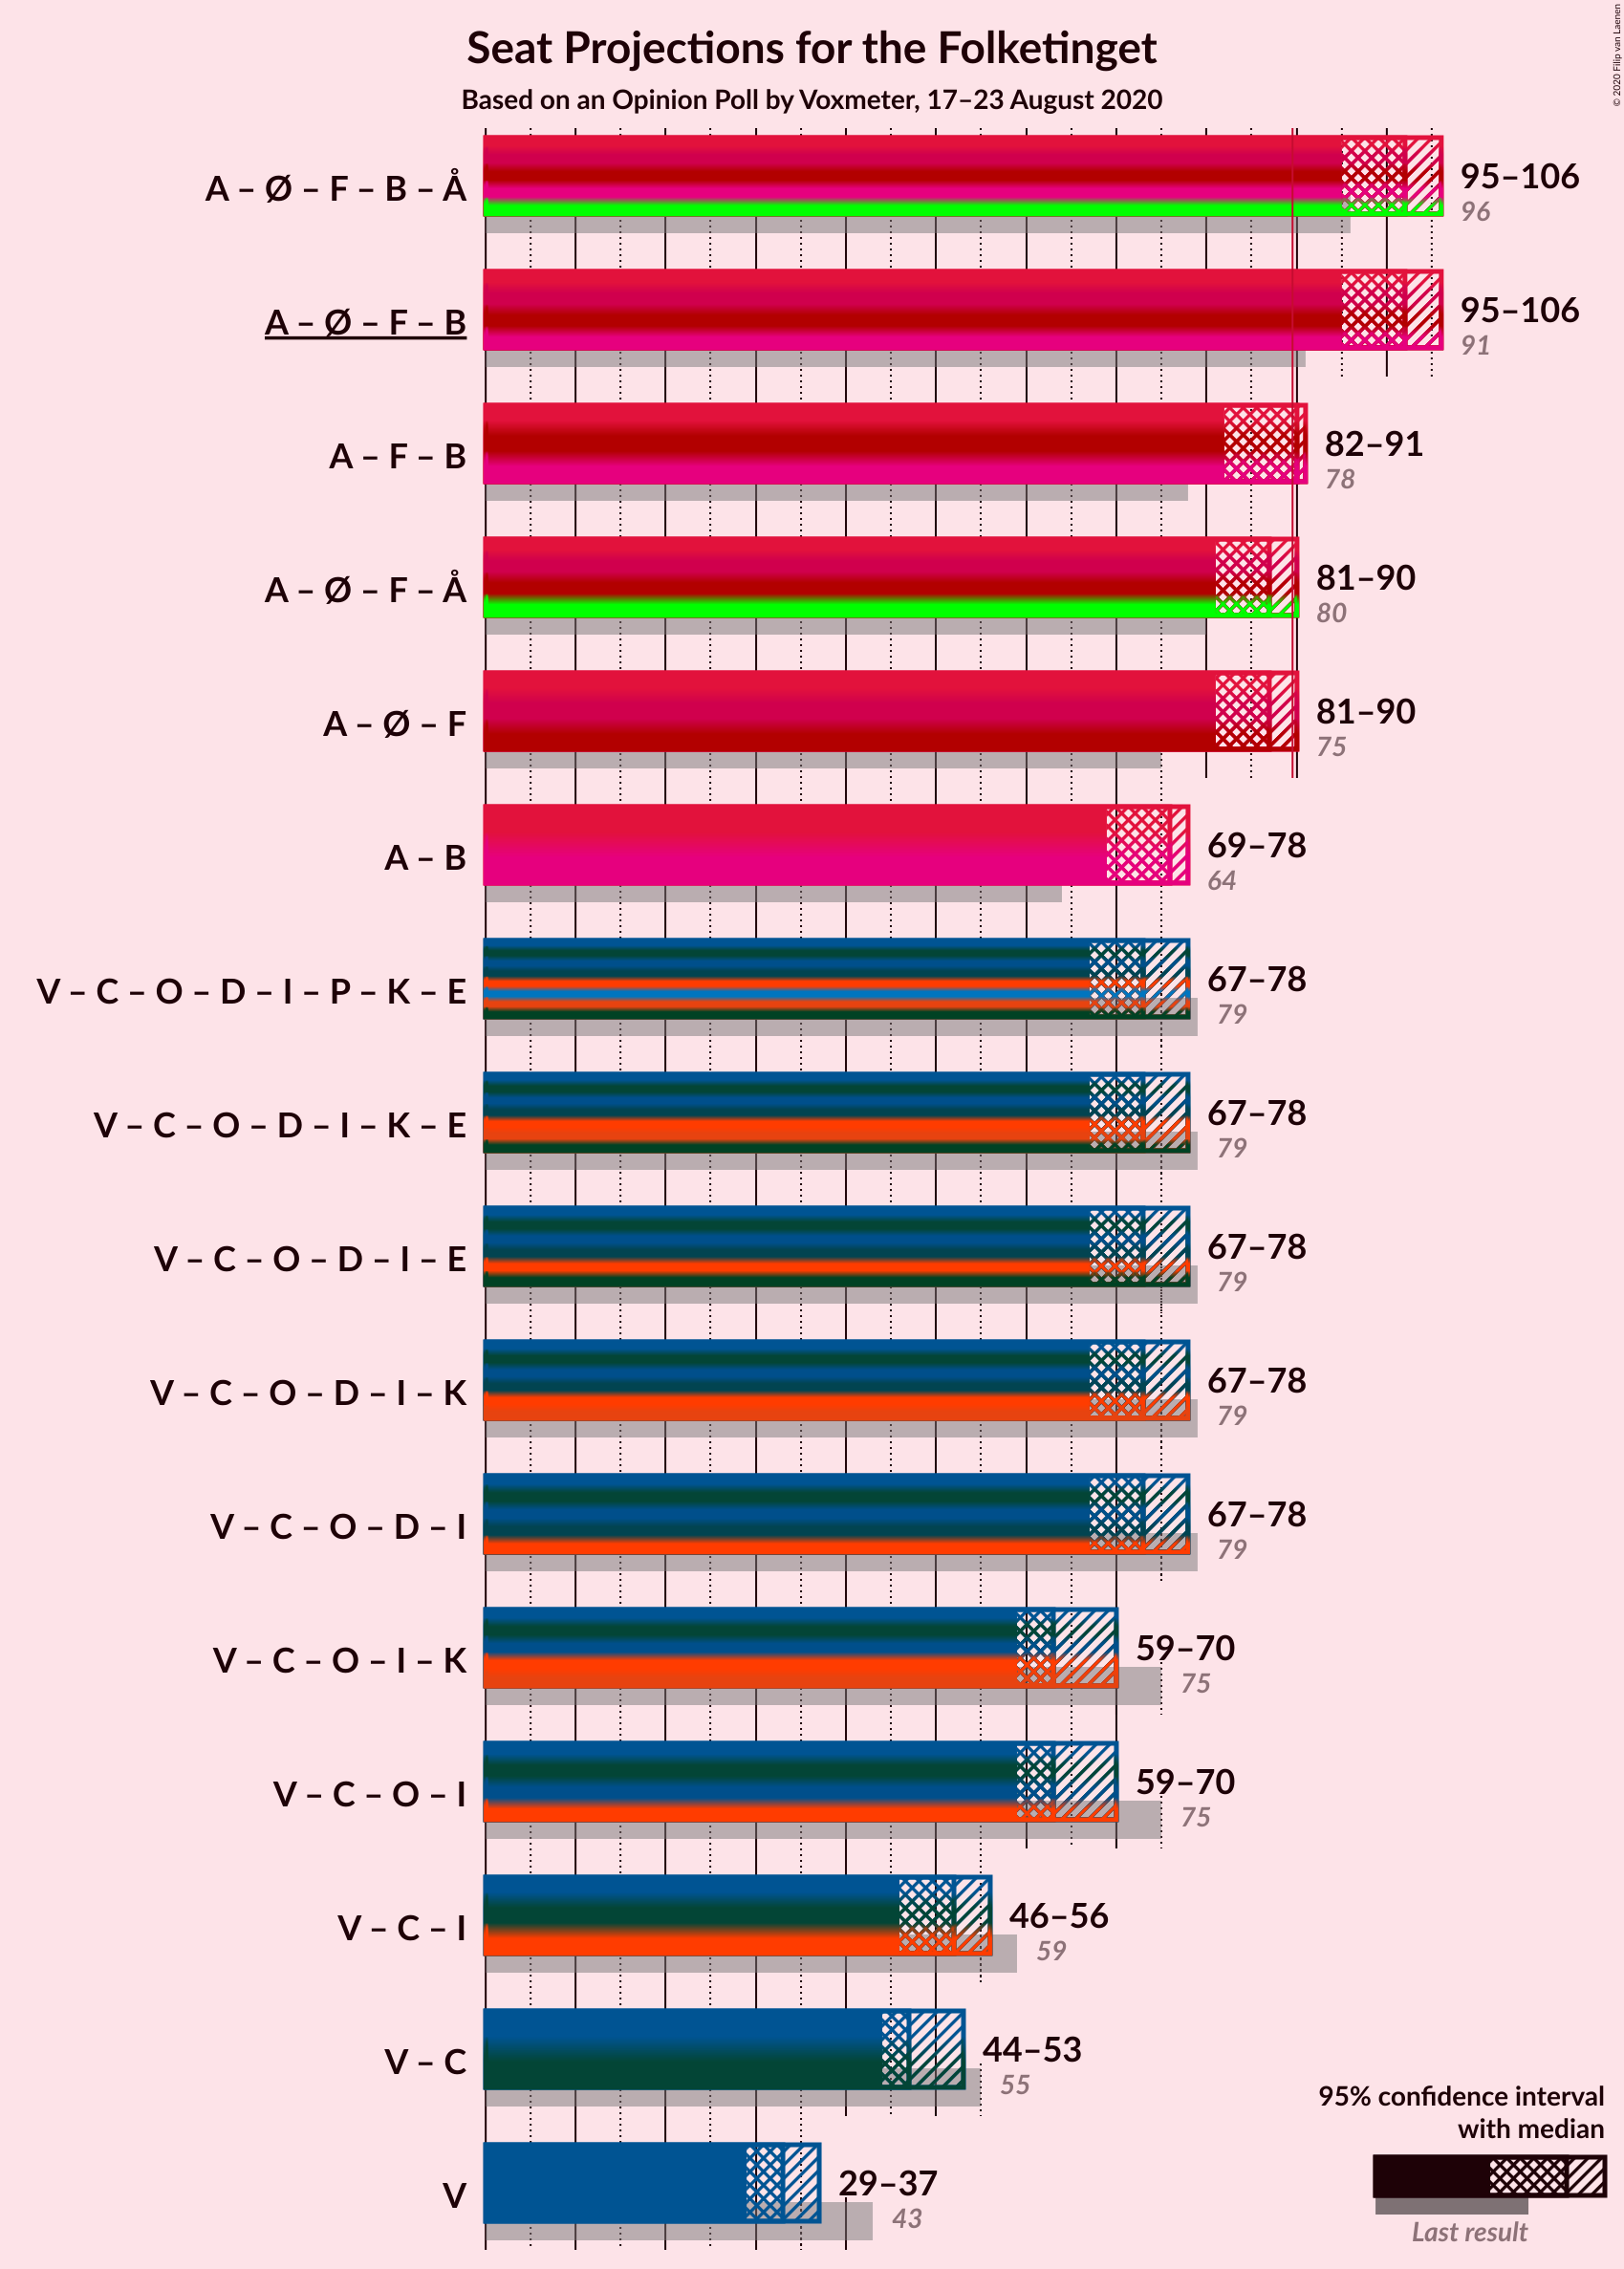 Seat Projections for the Folketinget
Based on an Opinion Poll by Voxmeter, 17–23 August 2020
© 2020 Filip van Laenen
A – Ø – F – B – Å
95–106
96
A – Ø – F – B
95–106
91
A – F – B
82–91
78
A – Ø – F – Å
81–90
80
A – Ø – F
81–90
75
A – B
69–78
64
V – C – O – D – I – P – K – E
67–78
79
V – C – O – D – I – K – E
67–78
79
V – C – O – D – I – E
67–78
79
V – C – O – D – I – K
67–78
79
V – C – O – D – I
67–78
79
V – C – O – I – K
59–70
75
V – C – O – I
59–70
75
V – C – I
46–56
59
V – C
44–53
55
V
29–37
43
95% confidence interval
with median
Last result